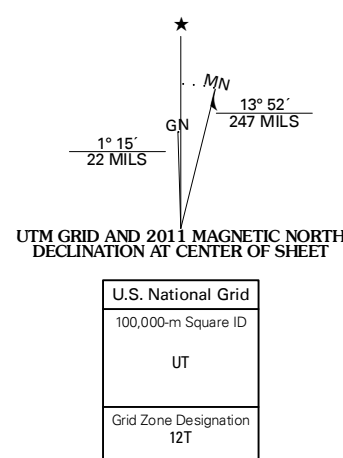 ★
MN
GN
13° 52´
247 MILS
1° 15´
22 MILS
UTM GRID AND 2011 MAGNETIC NORTH
DECLINATION AT CENTER OF SHEET
U.S. National Grid
100,000-m Square ID
UT
Grid Zone Designation
12T